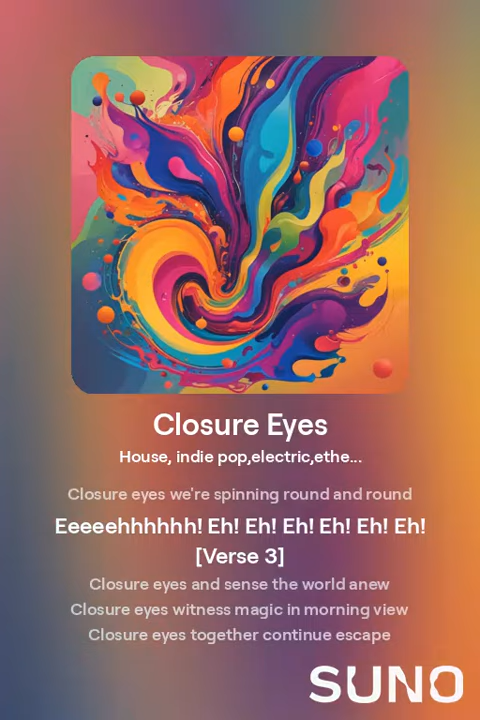 Closure Eyes
House, indie pop,electric,ethe...
Closure eyes we're spinning round and round
Eeeeehhhhhh! Eh! Eh! Eh! Eh! Eh! Eh!
[Verse 3]
Closure eyes and sense the world anew
Closure eyes witness magic in morning view
Closure eyes together continue escape
SUNO